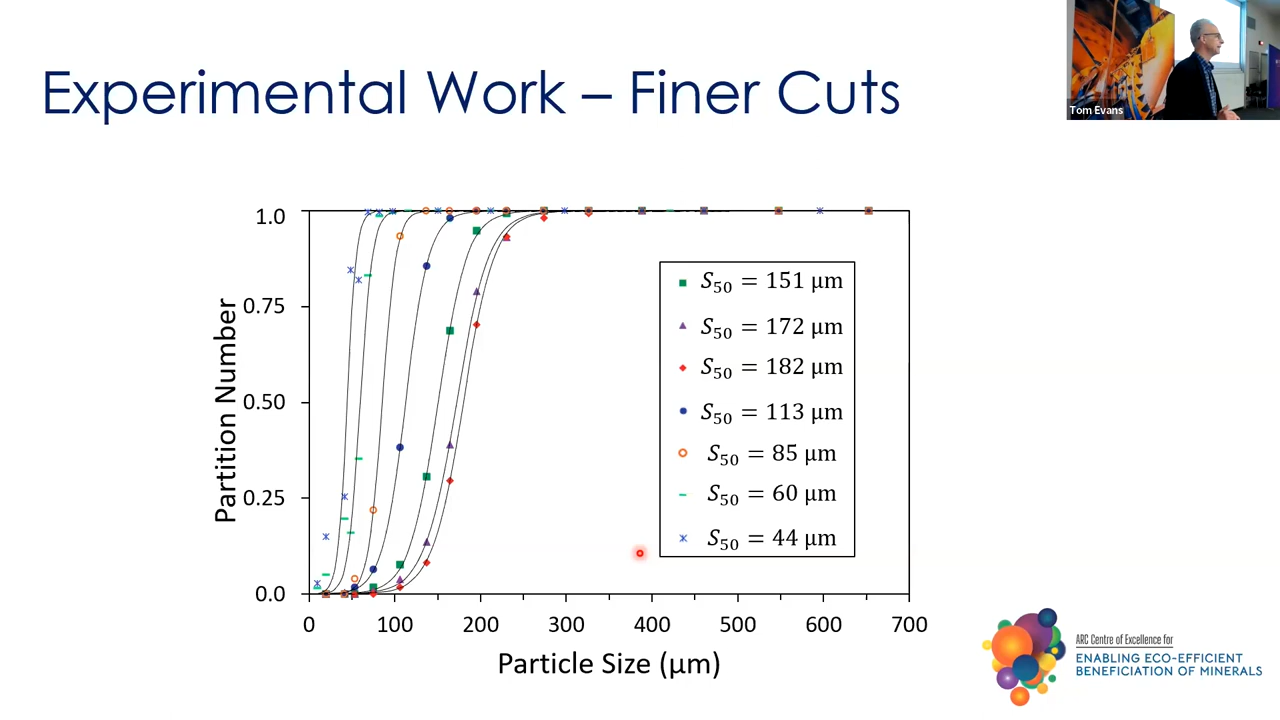 Experimental Work – Finer Cuts
Tom Evans
1.0
0.75
0.50
0.25
0.0
Partition Number
0
100
200
300
400
500
600
700
Particle Size (µm)
S₅₀ = 151 µm
S₅₀ = 172 µm
S₅₀ = 182 µm
S₅₀ = 113 µm
S₅₀ = 85 µm
S₅₀ = 60 µm
S₅₀ = 44 µm
ARC Centre of Excellence for
ENABLING ECO-EFFICIENT
BENEFICIATION OF MINERALS